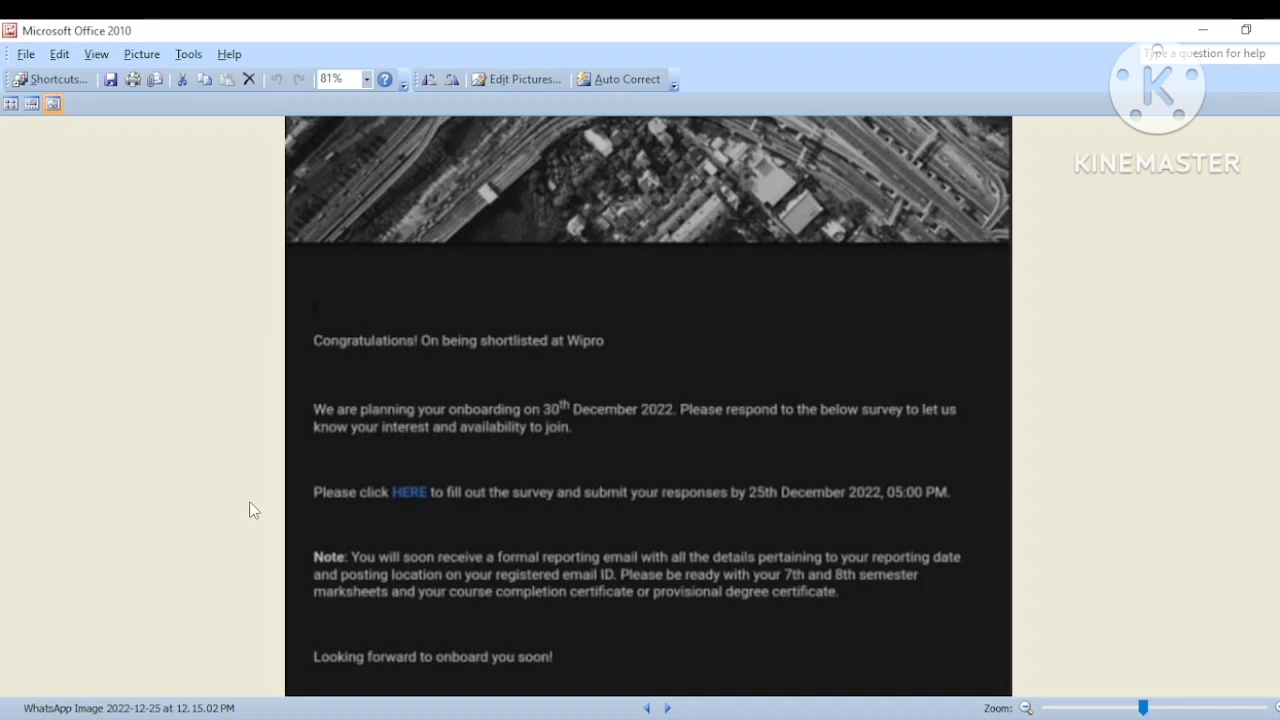 Microsoft Office 2010
File Edit View Picture Tools Help
Type a question for help
Shortcuts... 81% Edit Pictures... Auto Correct
K
KINEMASTER
Congratulations! On being shortlisted at Wipro
We are planning your onboarding on 30th December 2022. Please respond to the below survey to let us
know your interest and availability to join.
Please click HERE to fill out the survey and submit your responses by 25th December 2022, 05:00 PM.
Note: You will soon receive a formal reporting email with all the details pertaining to your reporting date
and posting location on your registered email ID. Please be ready with your 7th and 8th semester
marksheets and your course completion certificate or provisional degree certificate.
Looking forward to onboard you soon!
WhatsApp Image 2022-12-25 at 12.15.02 PM
Zoom: